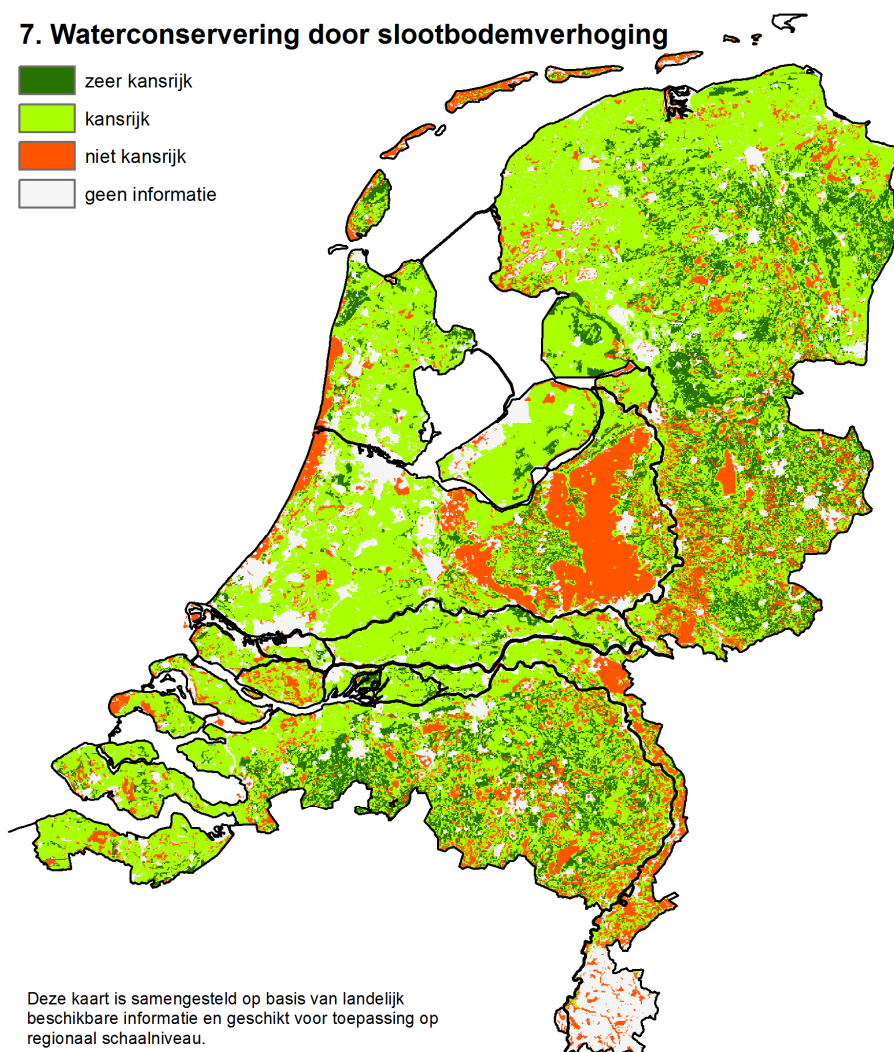 7. Waterconservering door slootbodemverhoging
zeer kansrijk
kansrijk
niet kansrijk
geen informatie
Deze kaart is samengesteld op basis van landelijk
beschikbare informatie en geschikt voor toepassing op
regionaal schaalniveau.